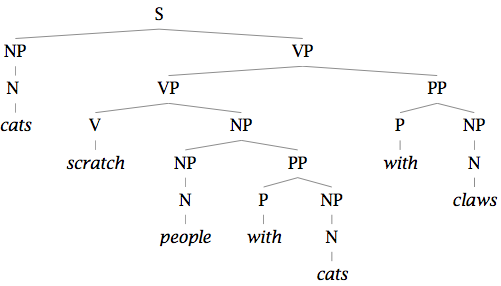 S
NP VP
N VP PP
cats V NP P NP
scratch NP PP with N
N P NP claws
people with N
cats